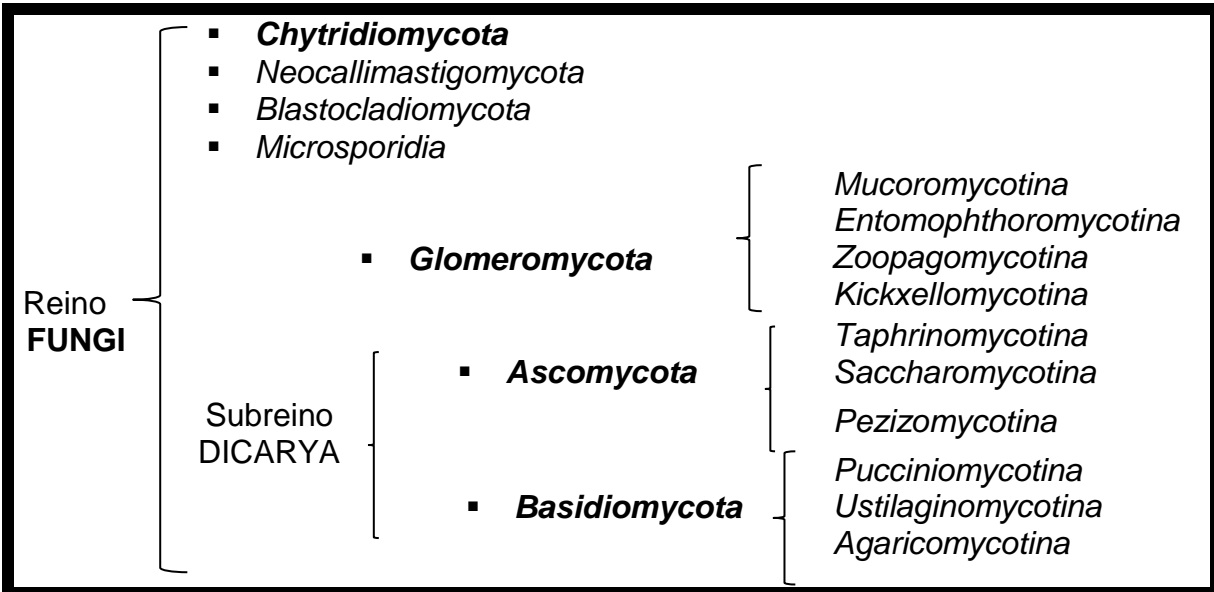 ▪ Chytridiomycota
▪ Neocallimastigomycota
▪ Blastocladiomycota
▪ Microsporidia
Mucoromycotina
Entomophthoromycotina
▪ Glomeromycota
Zoopagomycotina
Kickxellomycotina
Reino
FUNGI
Taphrinomycotina
▪ Ascomycota
Saccharomycotina
Pezizomycotina
Subreino
DICARYA
Pucciniomycotina
▪ Basidiomycota
Ustilaginomycotina
Agaricomycotina